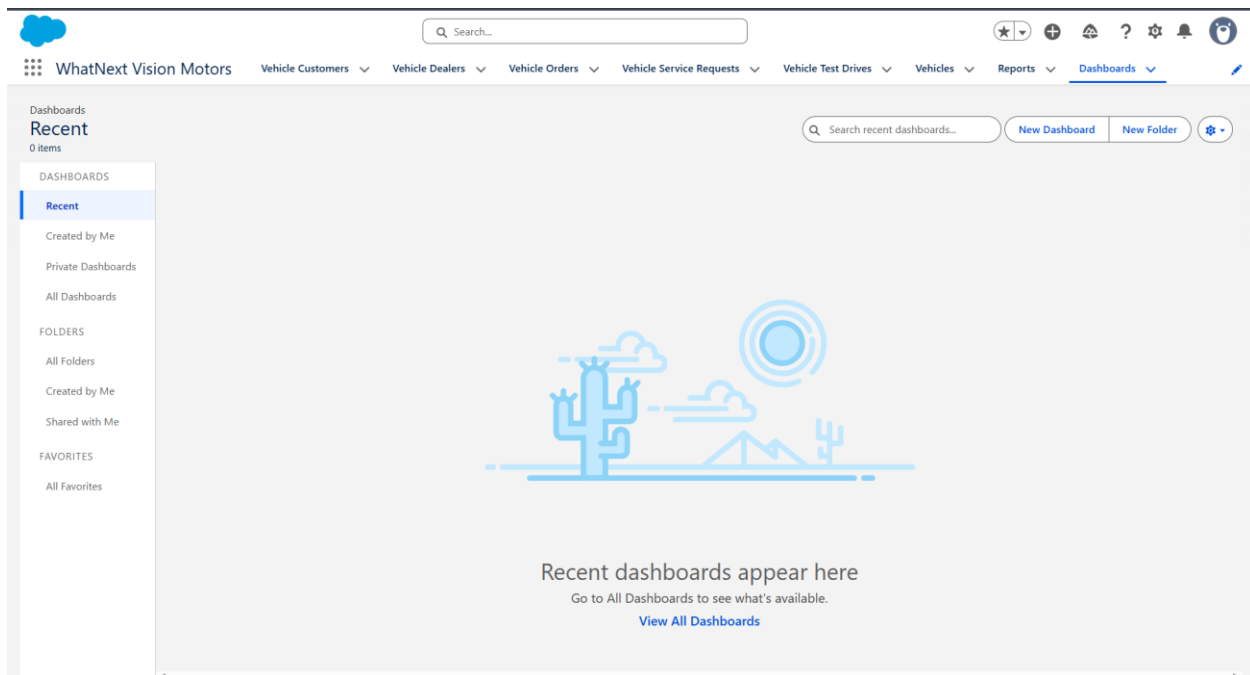 Search...
WhatNext Vision Motors Vehicle Customers Vehicle Dealers Vehicle Orders Vehicle Service Requests Vehicle Test Drives Vehicles Reports Dashboards
Dashboards
Recent
0 items
Search recent dashboards... New Dashboard New Folder
DASHBOARDS
Recent
Created by Me
Private Dashboards
All Dashboards
FOLDERS
All Folders
Created by Me
Shared with Me
FAVORITES
All Favorites
Recent dashboards appear here
Go to All Dashboards to see what's available.
View All Dashboards